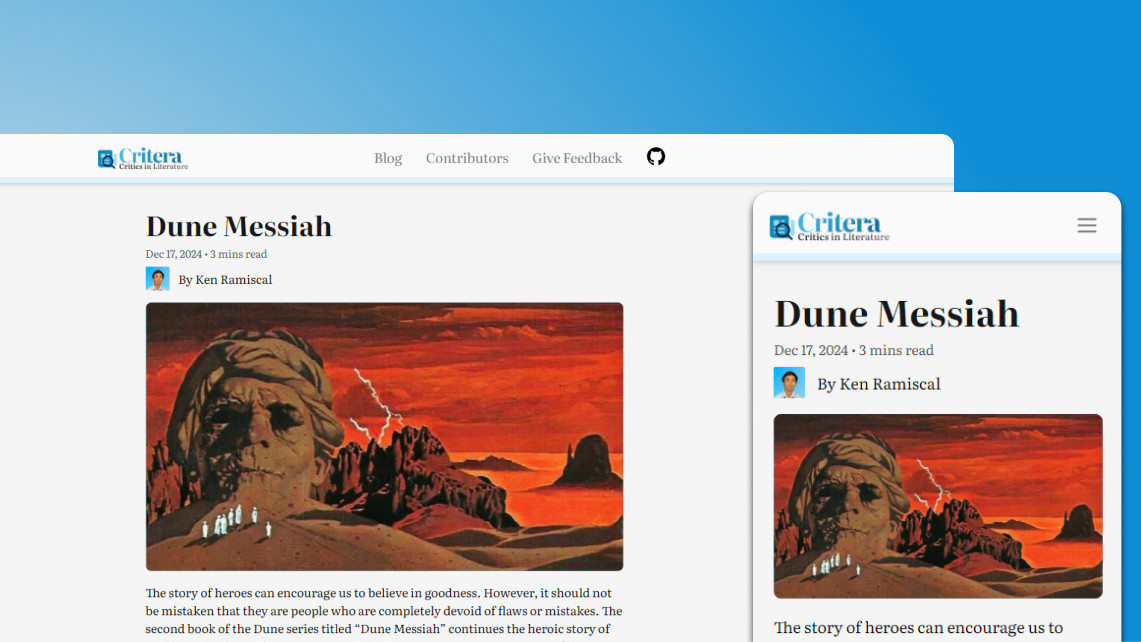 Critera
Critics in Literature
Blog Contributors Give Feedback
Dune Messiah
Dec 17, 2024 • 3 mins read
By Ken Ramiscal
The story of heroes can encourage us to believe in goodness. However, it should not
be mistaken that they are people who are completely devoid of flaws or mistakes. The
second book of the Dune series titled “Dune Messiah” continues the heroic story of
Critera
Critics in Literature
Dune Messiah
Dec 17, 2024 • 3 mins read
By Ken Ramiscal
The story of heroes can encourage us to